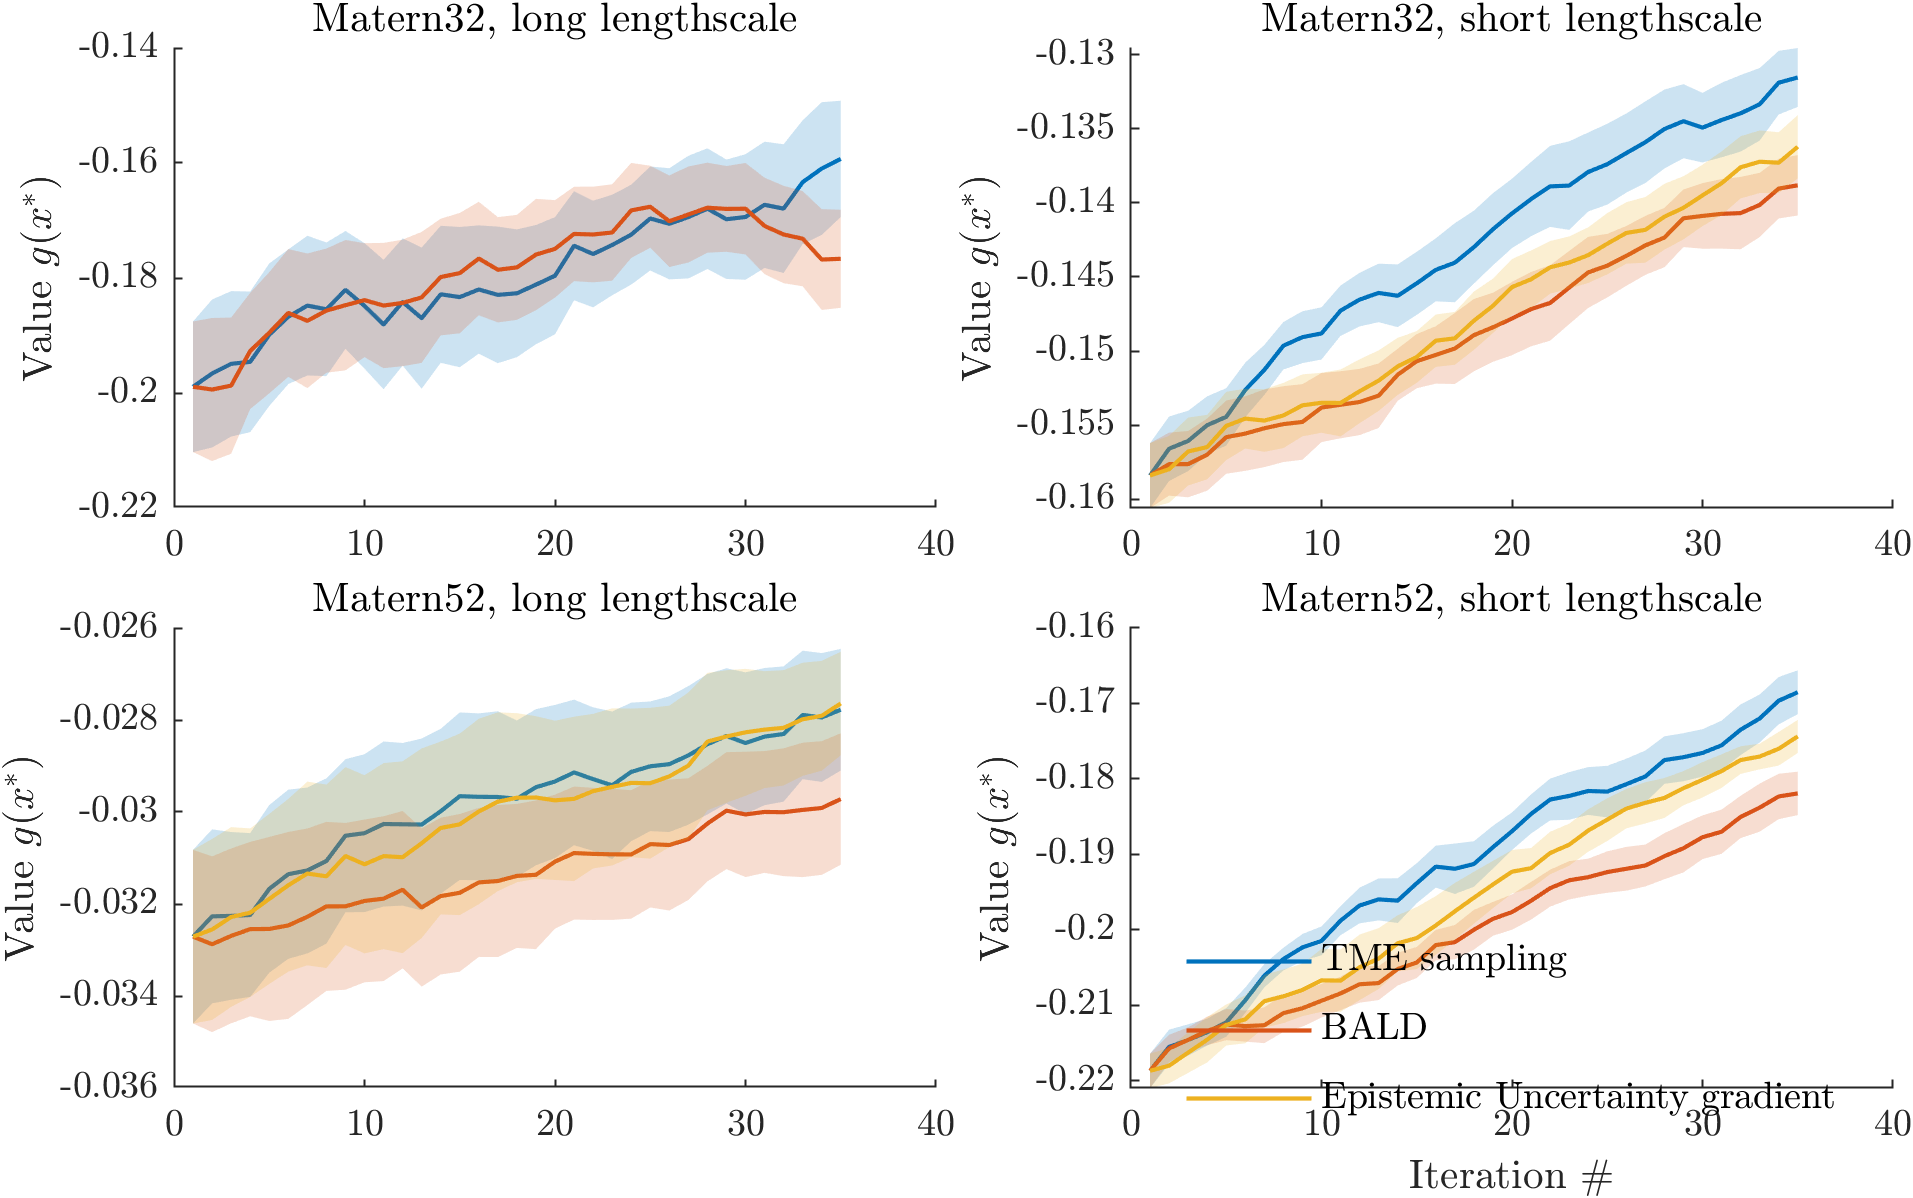 Matern32, long lengthscale
Value g(x*)
-0.14
-0.16
-0.18
-0.2
-0.22
0 10 20 30 40
Matern32, short lengthscale
Value g(x*)
-0.13
-0.135
-0.14
-0.145
-0.15
-0.155
-0.16
0 10 20 30 40
Matern52, long lengthscale
Value g(x*)
-0.026
-0.028
-0.03
-0.032
-0.034
-0.036
0 10 20 30 40
Matern52, short lengthscale
Value g(x*)
-0.16
-0.17
-0.18
-0.19
-0.2
-0.21
-0.22
TME sampling
BALD
Epistemic Uncertainty gradient
0 10 20 30 40
Iteration #